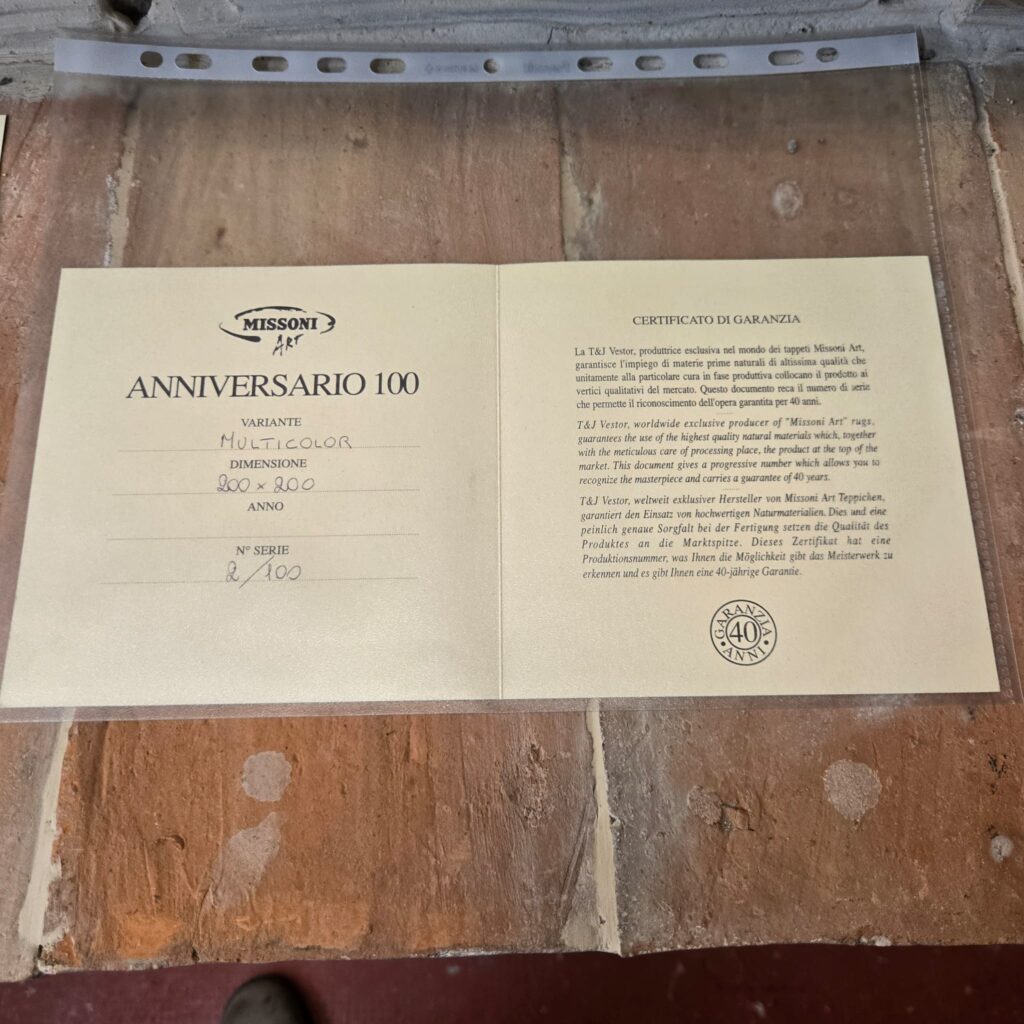 MISSONI
ART
ANNIVERSARIO 100
VARIANTE
MULTICOLOR
DIMENSIONE
200 x 200
ANNO
N° SERIE
2/100
CERTIFICATO DI GARANZIA
La T&J Vestor, produttrice esclusiva nel mondo dei tappeti Missoni Art,
garantisce l'impiego di materie prime naturali di altissima qualità che
unitamente alla particolare cura in fase produttiva collocano il prodotto ai
vertici qualitativi del mercato. Questo documento reca il numero di serie
che permette il riconoscimento dell'opera garantita per 40 anni.
T&J Vestor, worldwide exclusive producer of "Missoni Art" rugs,
guarantees the use of the highest quality natural materials which, together
with the meticulous care of processing place, the product at the top of the
market. This document gives a progressive number which allows you to
recognize the masterpiece and carries a guarantee of 40 years.
T&J Vestor, weltweit exklusiver Hersteller von Missoni Art Teppichen,
garantiert den Einsatz von hochwertigen Naturmaterialien. Dies und eine
peinlich genaue Sorgfalt bei der Fertigung setzen die Qualität des
Produktes an die Marktspitze. Dieses Zertifikat hat eine
Produktionsnummer, was Ihnen die Möglichkeit gibt das Meisterwerk zu
erkennen und es gibt Ihnen eine 40-jährige Garantie.
GARANZIA
40
ANNI